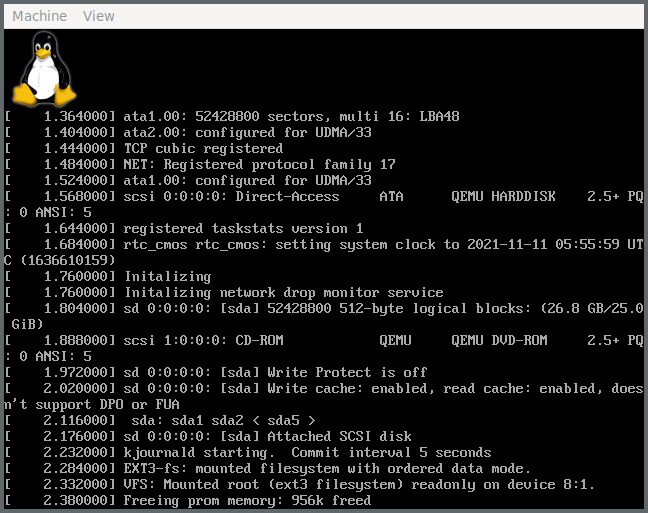 Machine View
[    1.364000] ata1.00: 52428800 sectors, multi 16: LBA48
[    1.404000] ata2.00: configured for UDMA/33
[    1.444000] TCP cubic registered
[    1.484000] NET: Registered protocol family 17
[    1.524000] ata1.00: configured for UDMA/33
[    1.568000] scsi 0:0:0:0: Direct-Access     ATA      QEMU HARDDISK    2.5+ PQ
: 0 ANSI: 5
[    1.644000] registered taskstats version 1
[    1.684000] rtc_cmos rtc_cmos: setting system clock to 2021-11-11 05:55:59 UT
C (1636610159)
[    1.760000] Initalizing
[    1.760000] Initalizing network drop monitor service
[    1.804000] sd 0:0:0:0: [sda] 52428800 512-byte logical blocks: (26.8 GB/25.0
 GiB)
[    1.888000] scsi 1:0:0:0: CD-ROM            QEMU     QEMU DVD-ROM     2.5+ PQ
: 0 ANSI: 5
[    1.972000] sd 0:0:0:0: [sda] Write Protect is off
[    2.020000] sd 0:0:0:0: [sda] Write cache: enabled, read cache: enabled, does
n't support DPO or FUA
[    2.116000]  sda: sda1 sda2 < sda5 >
[    2.176000] sd 0:0:0:0: [sda] Attached SCSI disk
[    2.232000] kjournald starting.  Commit interval 5 seconds
[    2.284000] EXT3-fs: mounted filesystem with ordered data mode.
[    2.332000] VFS: Mounted root (ext3 filesystem) readonly on device 8:1.
[    2.380000] Freeing prom memory: 956k freed